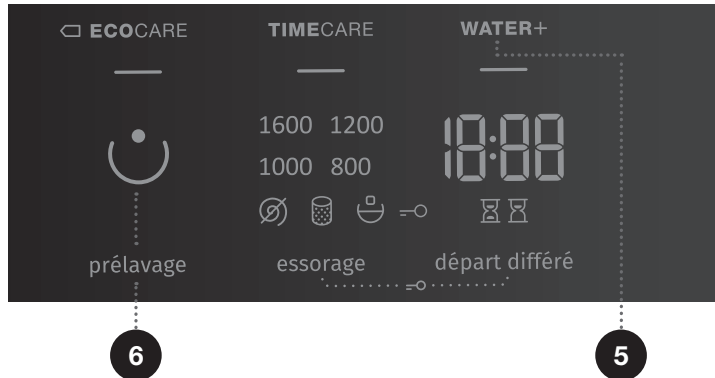 ECOCARE TIMECARE WATER+
1600 1200
1000 800
18:88
prélavage essorage départ différé
6 5